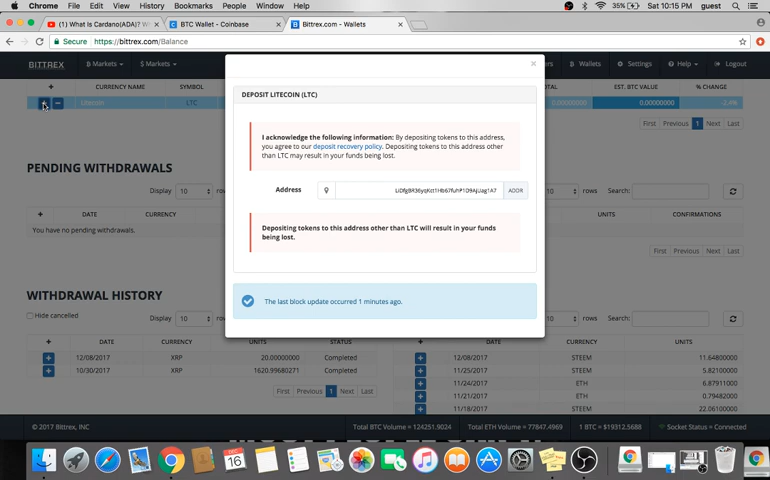 Chrome File Edit View History Bookmarks People Window Help 35% Sat 10:15 PM guest
(1) What Is Cardano(ADA)? W
BTC Wallet - Coinbase
Bittrex.com - Wallets
Secure https://bittrex.com/Balance
BITTREX B Markets $ Markets Wallets Settings Help Logout
CURRENCY NAME SYMBOL TOTAL EST. BTC VALUE % CHANGE
Litecoin LTC 0.00000000 0.00000000 -2.4%
First Previous 1 Next Last
DEPOSIT LITECOIN (LTC)
I acknowledge the following information: By depositing tokens to this address,
you agree to our deposit recovery policy. Depositing tokens to this address other
than LTC may result in your funds being lost.
Address
ADDR
Depositing tokens to this address other than LTC will result in your funds
being lost.
The last block update occurred 1 minutes ago.
PENDING WITHDRAWALS
Display 10 rows Search:
DATE CURRENCY UNITS CONFIRMATIONS
You have no pending withdrawals.
First Previous Next Last
WITHDRAWAL HISTORY
Hide cancelled
Display 10 rows Search:
DATE CURRENCY UNITS STATUS
12/08/2017 XRP 20.00000000 Completed
10/30/2017 XRP 1620.99680271 Completed
First Previous 1 Next Last
DATE CURRENCY UNITS
12/08/2017 STEEM 11.64800000
11/25/2017 STEEM 5.82100000
11/24/2017 ETH 6.87911000
11/21/2017 ETH 0.79482000
11/18/2017 STEEM 22.06100000
© 2017 Bittrex, INC Total BTC Volume = 124251.9024 Total ETH Volume = 77847.4969 1 BTC = $19312.5688 Socket Status = Connected
DEC
16